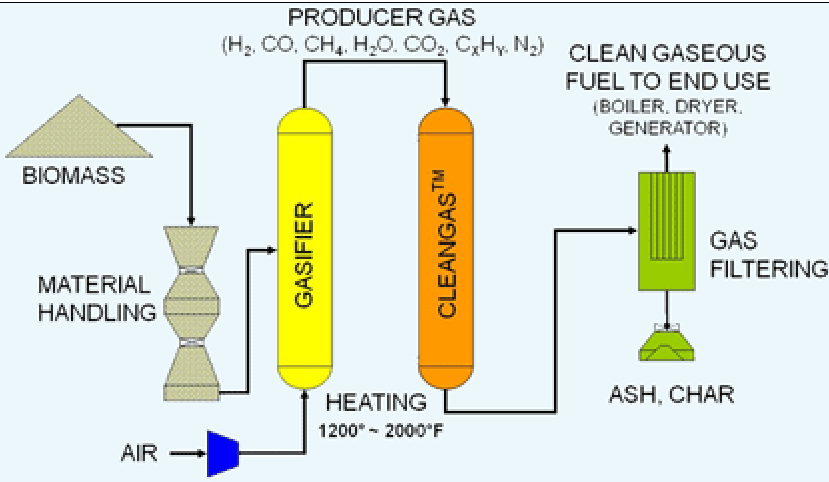 PRODUCER GAS
(H₂, CO, CH₄, H₂O. CO₂, CₓHᵧ, N₂)
CLEAN GASEOUS
FUEL TO END USE
(BOILER, DRYER,
GENERATOR)
BIOMASS
MATERIAL
HANDLING
GASIFIER
CLEANGAS™
GAS
FILTERING
HEATING
1200° ~ 2000°F
ASH, CHAR
AIR